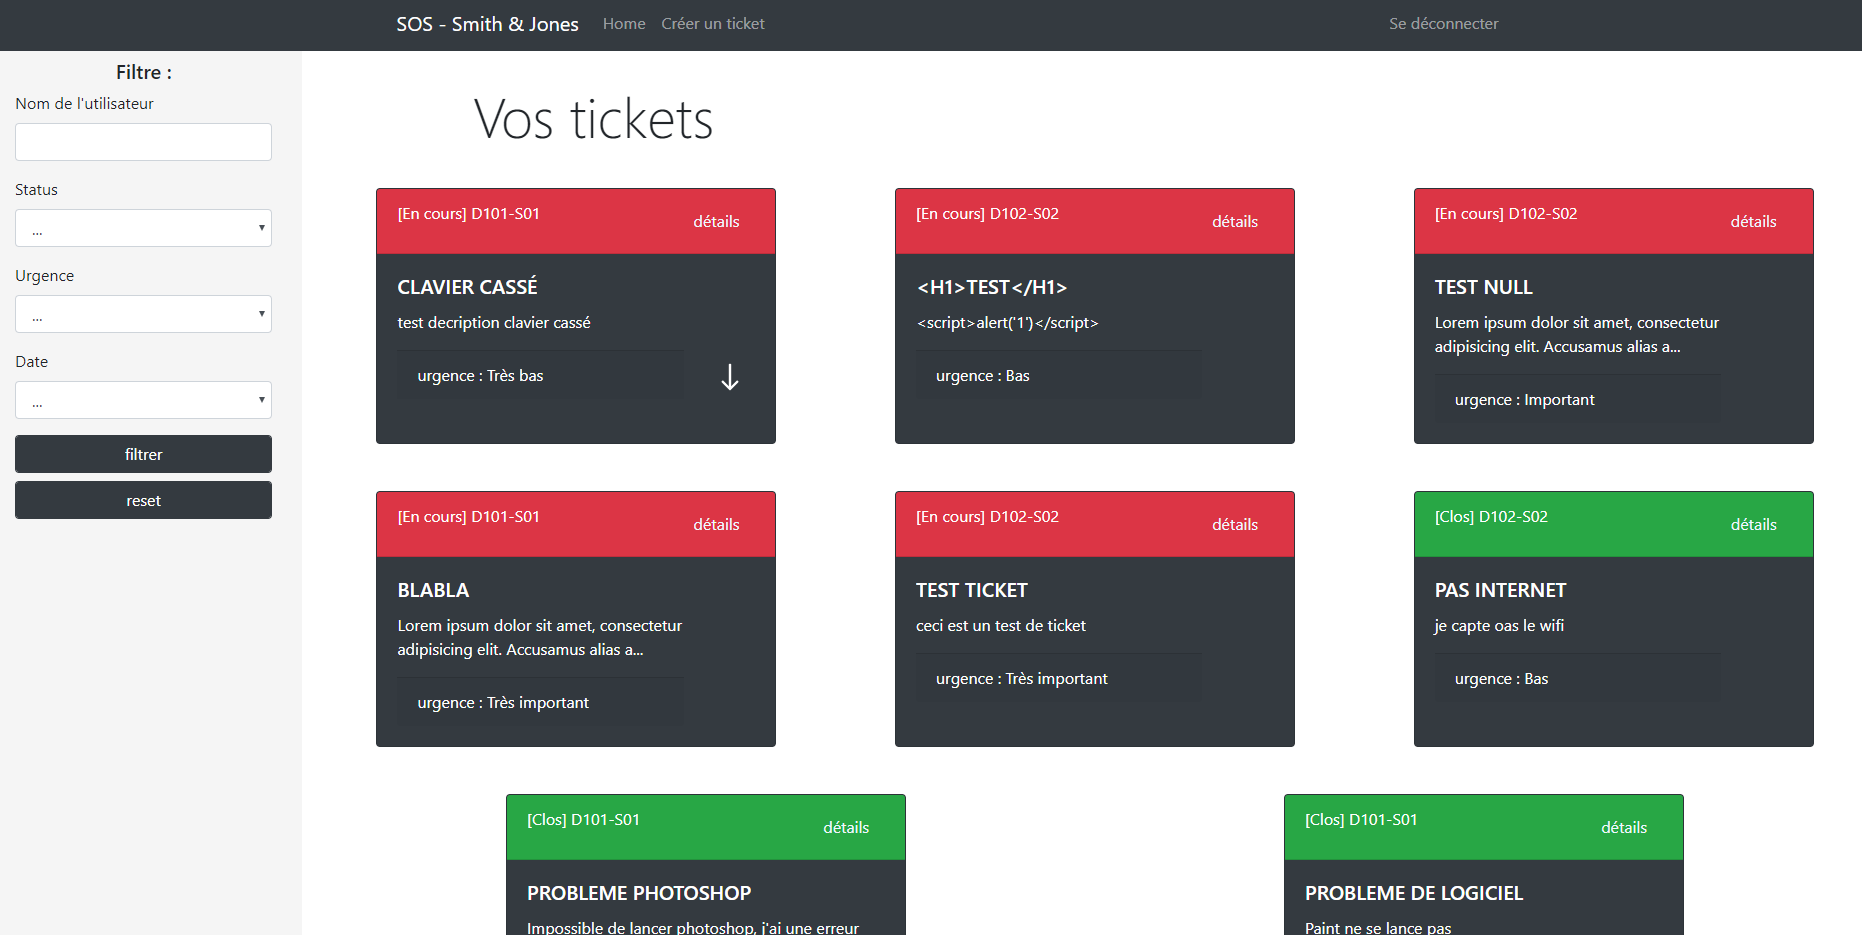 SOS - Smith & Jones Home Créer un ticket Se déconnecter
Filtre :
Nom de l'utilisateur
Status
...
Urgence
...
Date
...
filtrer
reset
Vos tickets
[En cours] D101-S01 détails
CLAVIER CASSÉ
test decription clavier cassé
urgence : Très bas
[En cours] D102-S02 détails
<H1>TEST</H1>
<script>alert('1')</script>
urgence : Bas
[En cours] D102-S02 détails
TEST NULL
Lorem ipsum dolor sit amet, consectetur
adipisicing elit. Accusamus alias a...
urgence : Important
[En cours] D101-S01 détails
BLABLA
Lorem ipsum dolor sit amet, consectetur
adipisicing elit. Accusamus alias a...
urgence : Très important
[En cours] D102-S02 détails
TEST TICKET
ceci est un test de ticket
urgence : Très important
[Clos] D102-S02 détails
PAS INTERNET
je capte oas le wifi
urgence : Bas
[Clos] D101-S01 détails
PROBLEME PHOTOSHOP
Impossible de lancer photoshop, j'ai une erreur
[Clos] D101-S01 détails
PROBLEME DE LOGICIEL
Paint ne se lance pas